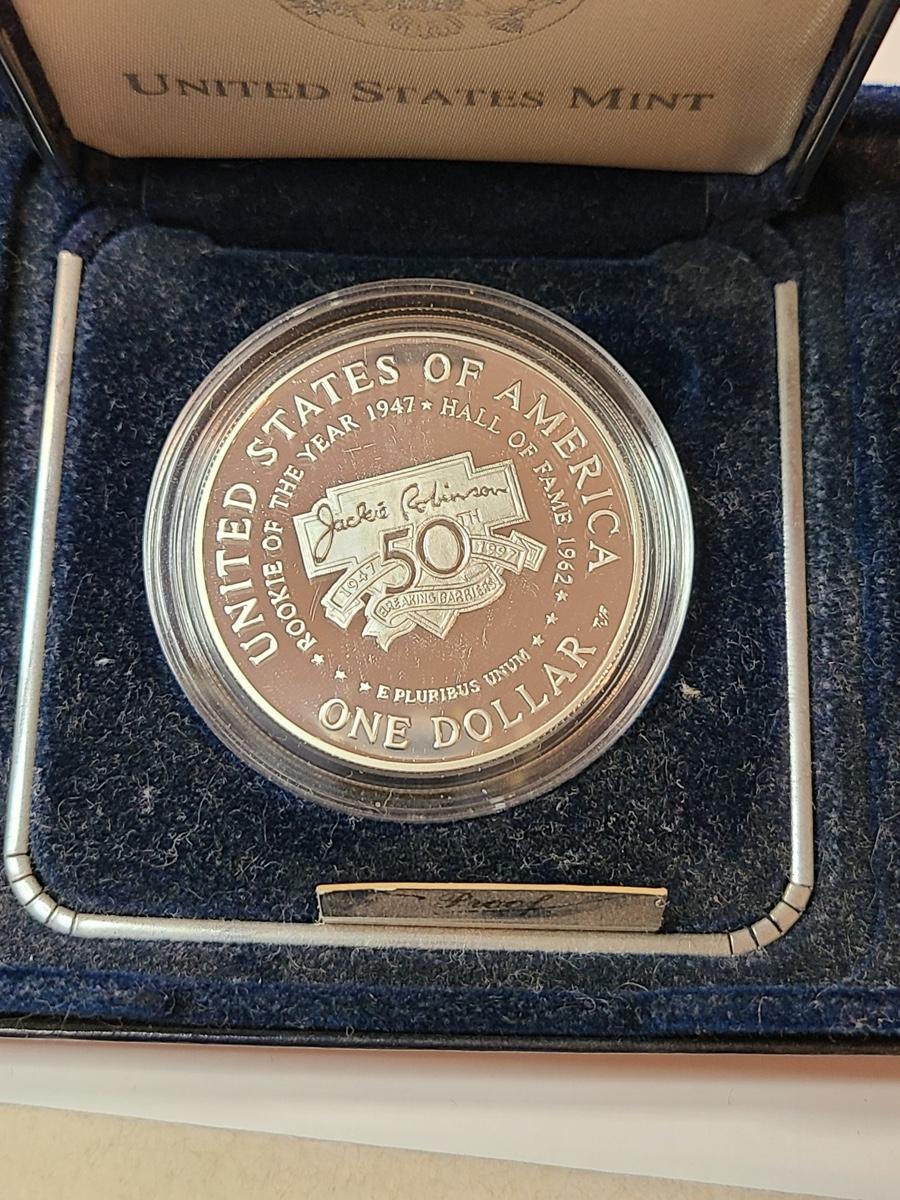 UNITED STATES MINT
UNITED STATES OF AMERICA
ROOKIE OF THE YEAR 1947 ★ HALL OF FAME 1962 ★
Jackie Robinson
50TH
1947 1997
BREAKING BARRIERS
★ ★ ★ E PLURIBUS UNUM ★ ★ ★
ONE DOLLAR
Proof